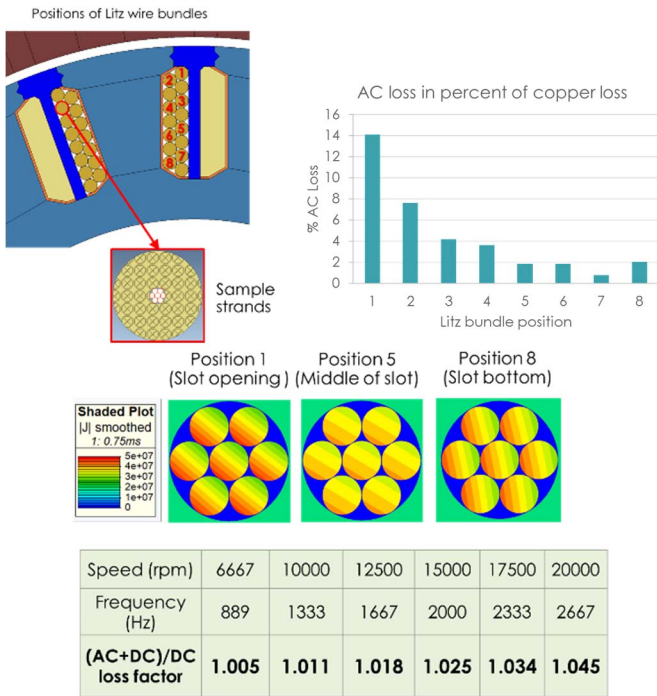 Positions of Litz wire bundles
1
2
3
4
5
6
7
8
Sample
strands
AC loss in percent of copper loss
% AC Loss
16
14
12
10
8
6
4
2
0
1 2 3 4 5 6 7 8
Litz bundle position
Position 1 Position 5 Position 8
(Slot opening) (Middle of slot) (Slot bottom)
Shaded Plot
|J| smoothed
1: 0.75ms
5e+07
4e+07
3e+07
2e+07
1e+07
0
Speed (rpm) 6667 10000 12500 15000 17500 20000
Frequency
(Hz) 889 1333 1667 2000 2333 2667
(AC+DC)/DC
loss factor 1.005 1.011 1.018 1.025 1.034 1.045